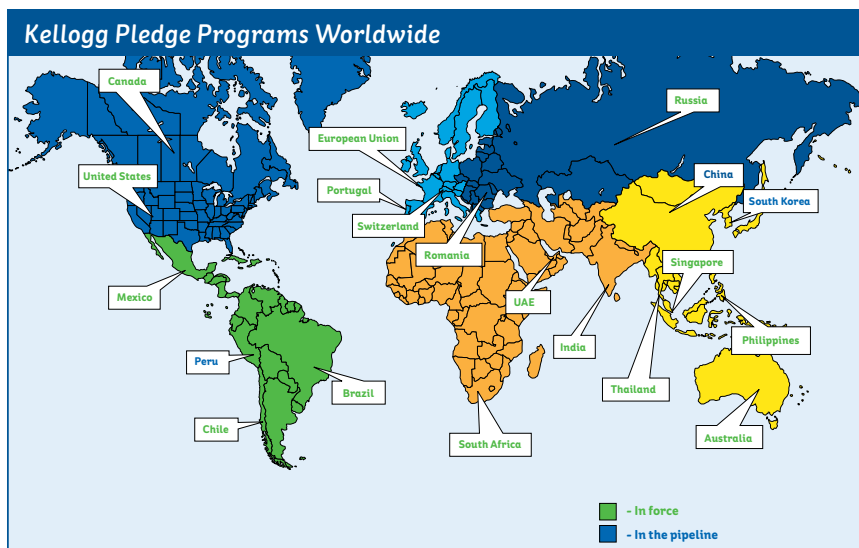 Kellogg Pledge Programs Worldwide
Canada
Russia
European Union
United States
China
Portugal
South Korea
Switzerland
Romania
Singapore
Mexico
UAE
Philippines
India
Peru
Thailand
Brazil
Chile
Australia
South Africa
- In force
- In the pipeline